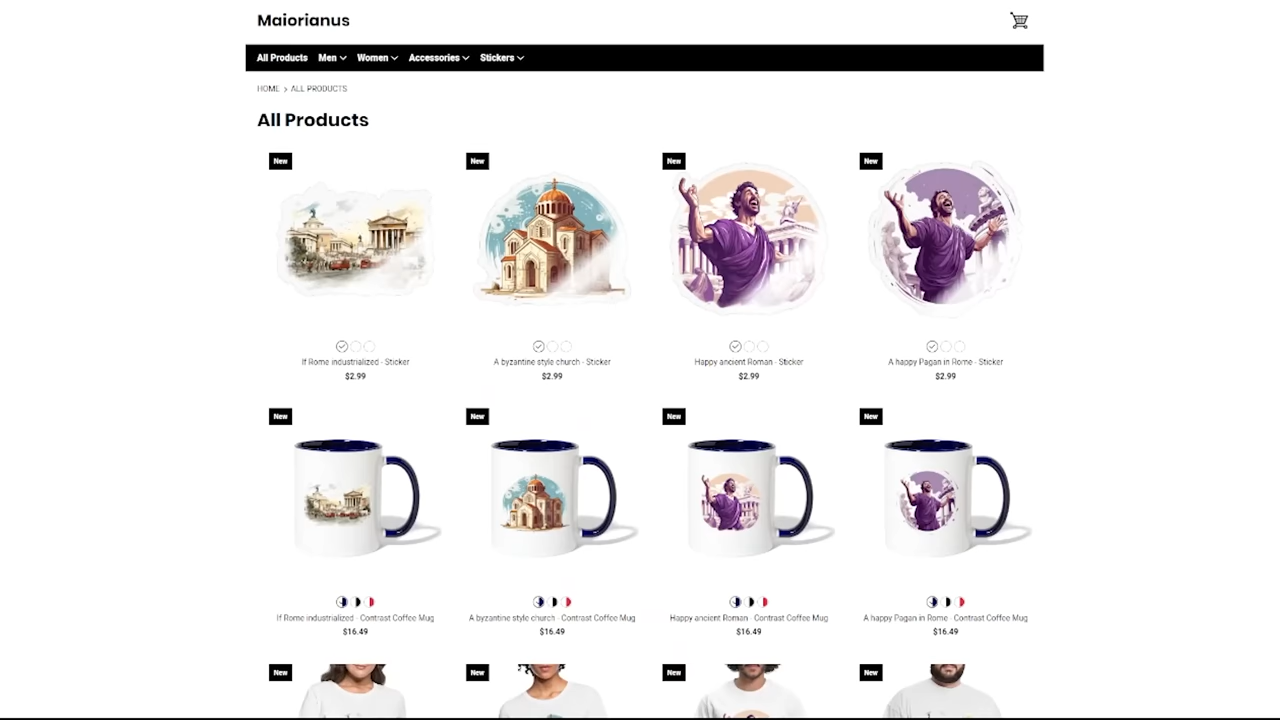 Maiorianus
All Products Men Women Accessories Stickers
HOME > ALL PRODUCTS
All Products
New New New New
If Rome industrialized - Sticker A byzantine style church - Sticker Happy ancient Roman - Sticker A happy Pagan in Rome - Sticker
$2.99 $2.99 $2.99 $2.99
New New New New
If Rome industrialized - Contrast Coffee Mug A byzantine style church - Contrast Coffee Mug Happy ancient Roman - Contrast Coffee Mug A happy Pagan in Rome - Contrast Coffee Mug
$16.49 $16.49 $16.49 $16.49
New New New New